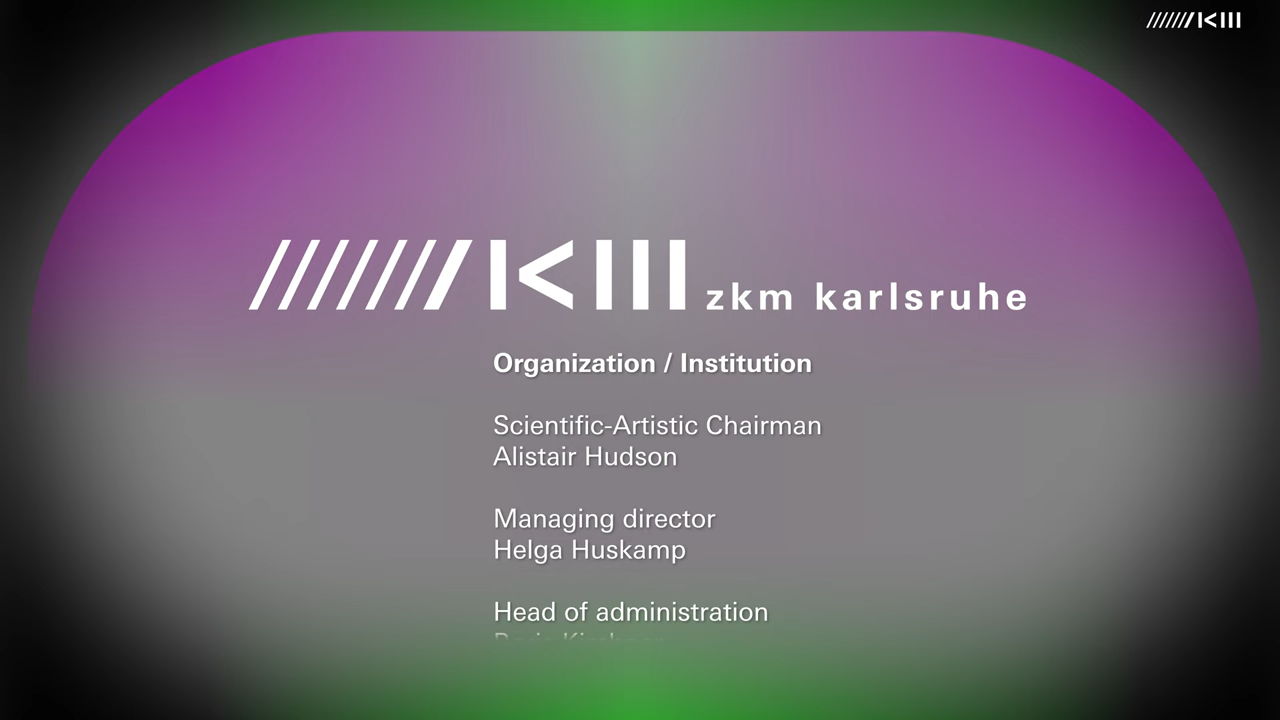 zkm karlsruhe
Organization / Institution
Scientific-Artistic Chairman
Alistair Hudson
Managing director
Helga Huskamp
Head of administration